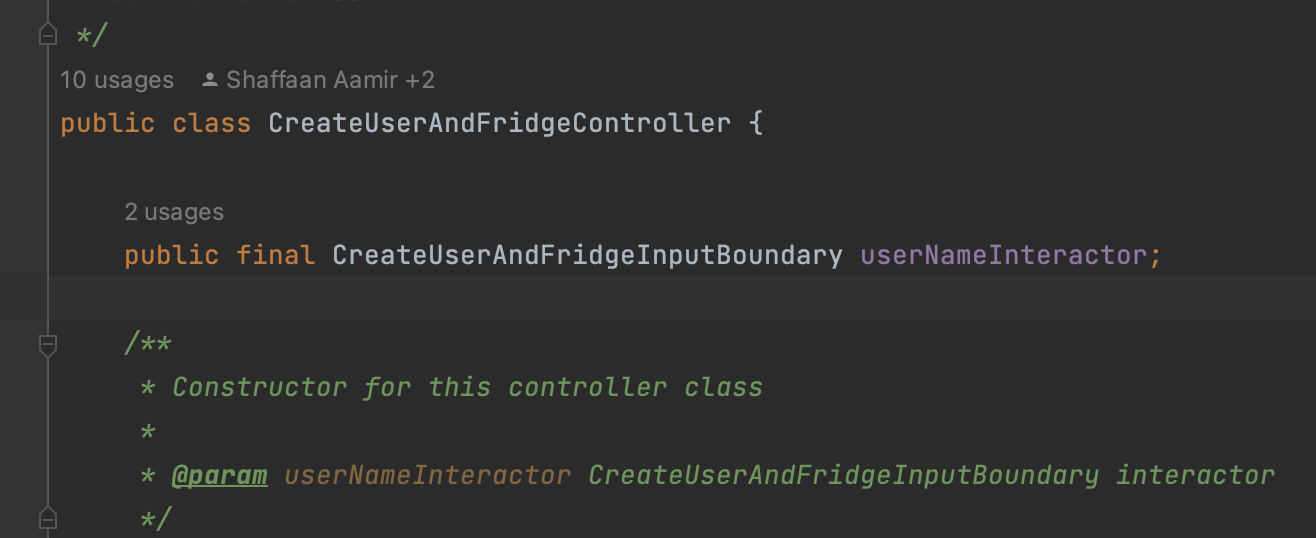 */
10 usages Shaffaan Aamir +2
public class CreateUserAndFridgeController {
2 usages
public final CreateUserAndFridgeInputBoundary userNameInteractor;
/**
* Constructor for this controller class
*
* @param userNameInteractor CreateUserAndFridgeInputBoundary interactor
*/